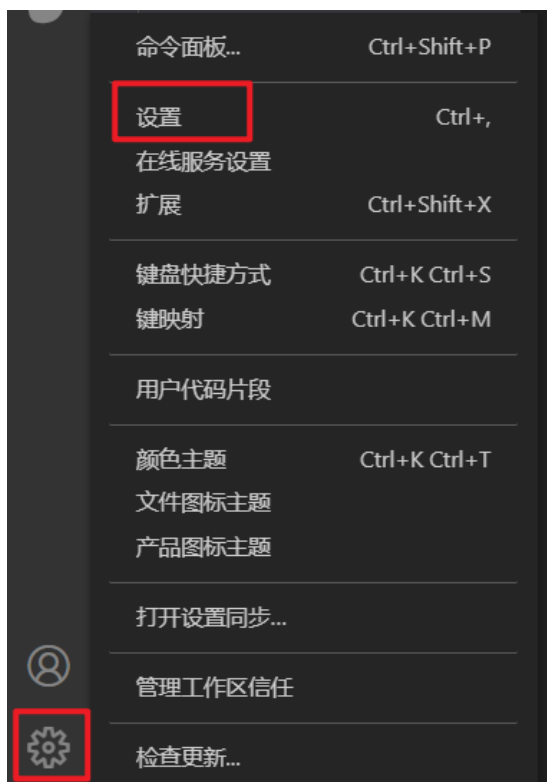 命令面板... Ctrl+Shift+P
设置 Ctrl+,
在线服务设置
扩展 Ctrl+Shift+X
键盘快捷方式 Ctrl+K Ctrl+S
键映射 Ctrl+K Ctrl+M
用户代码片段
颜色主题 Ctrl+K Ctrl+T
文件图标主题
产品图标主题
打开设置同步...
管理工作区信任
检查更新...